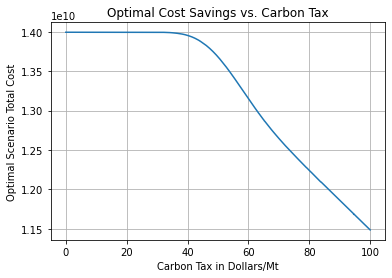 Optimal Cost Savings vs. Carbon Tax
1e10
1.40
1.35
1.30
1.25
1.20
1.15
Optimal Scenario Total Cost
0 20 40 60 80 100
Carbon Tax in Dollars/Mt